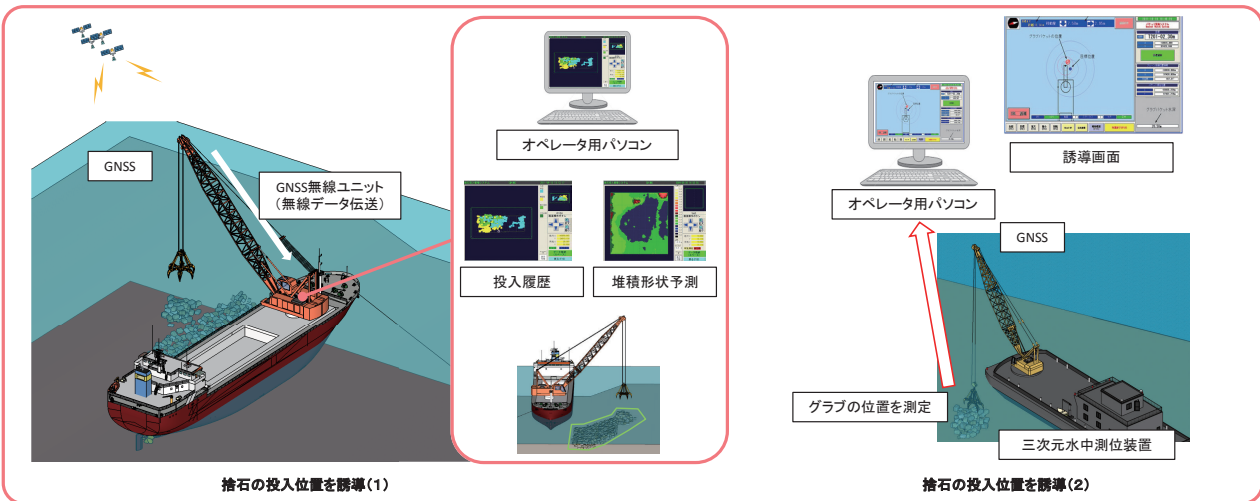 GNSS
GNSS無線ユニット
（無線データ伝送）
オペレータ用パソコン
投入履歴
堆積形状予測
捨石の投入位置を誘導（1）
誘導画面
オペレータ用パソコン
GNSS
グラブの位置を測定
三次元水中測位装置
捨石の投入位置を誘導（2）